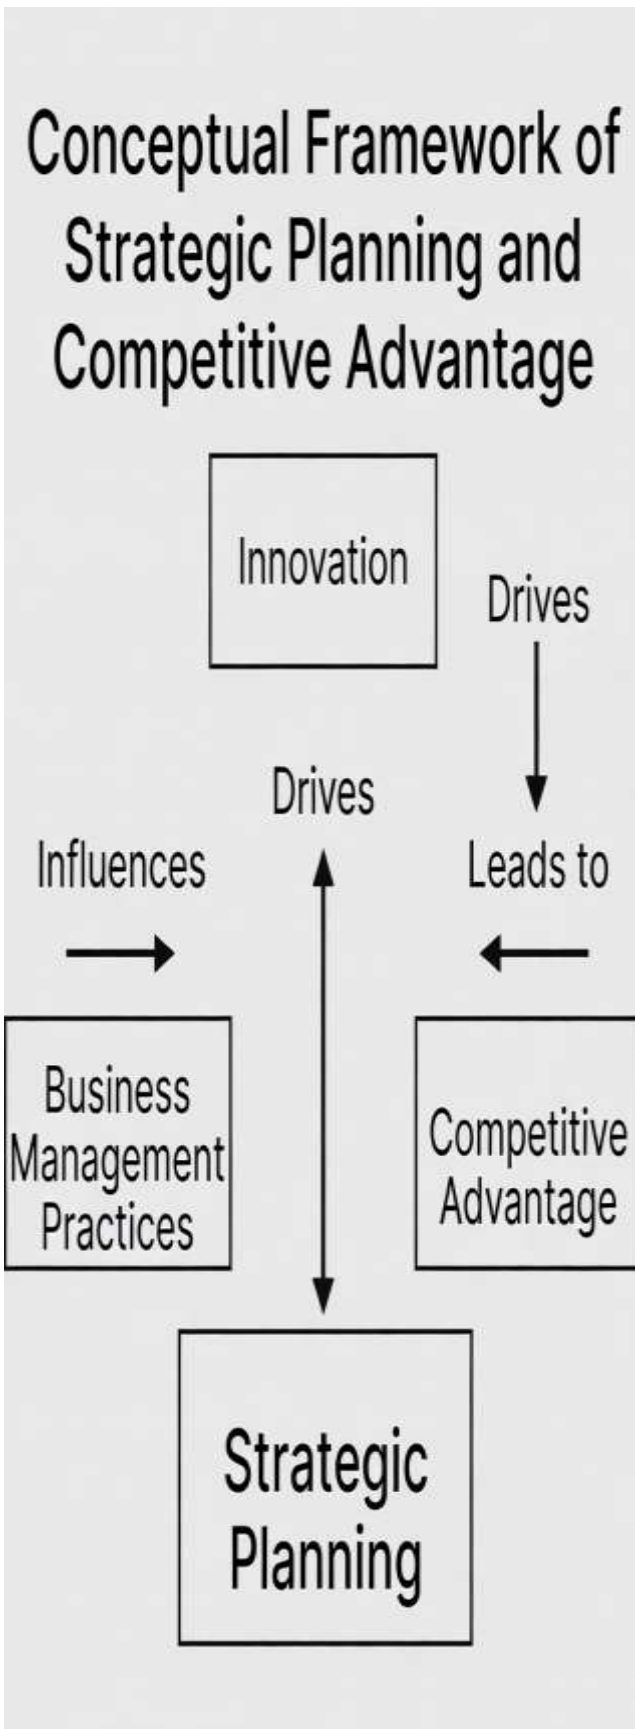 Conceptual Framework of
Strategic Planning and
Competitive Advantage
Innovation
Drives
Drives
Influences
Leads to
Business
Management
Practices
Competitive
Advantage
Strategic
Planning